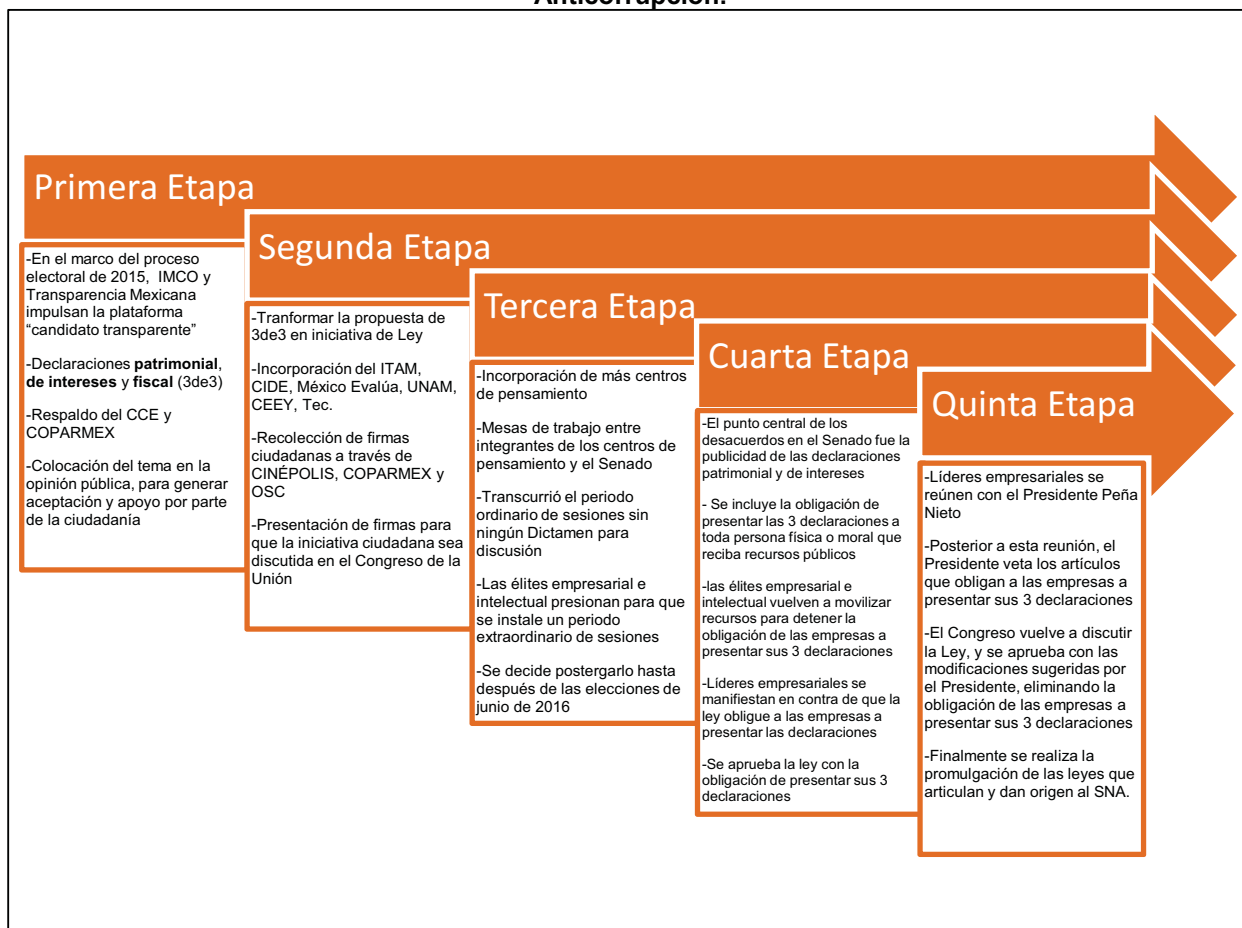 Anticorrupción.
Primera Etapa
-En el marco del proceso
electoral de 2015, IMCO y
Transparencia Mexicana
impulsan la plataforma
“candidato transparente”
-Declaraciones patrimonial,
de intereses y fiscal (3de3)
-Respaldo del CCE y
COPARMEX
-Colocación del tema en la
opinión pública, para generar
aceptación y apoyo por parte
de la ciudadanía
Segunda Etapa
-Tranformar la propuesta de
3de3 en iniciativa de Ley
-Incorporación del ITAM,
CIDE, México Evalúa, UNAM,
CEEY, Tec.
-Recolección de firmas
ciudadanas a través de
CINÉPOLIS, COPARMEX y
OSC
-Presentación de firmas para
que la iniciativa ciudadana sea
discutida en el Congreso de la
Unión
Tercera Etapa
-Incorporación de más centros
de pensamiento
-Mesas de trabajo entre
integrantes de los centros de
pensamiento y el Senado
-Transcurrió el periodo
ordinario de sesiones sin
ningún Dictamen para
discusión
-Las élites empresarial e
intelectual presionan para que
se instale un periodo
extraordinario de sesiones
-Se decide postergarlo hasta
después de las elecciones de
junio de 2016
Cuarta Etapa
-El punto central de los
desacuerdos en el Senado fue la
publicidad de las declaraciones
patrimonial y de intereses
- Se incluye la obligación de
presentar las 3 declaraciones a
toda persona física o moral que
reciba recursos públicos
-las élites empresarial e
intelectual vuelven a movilizar
recursos para detener la
obligación de las empresas a
presentar sus 3 declaraciones
-Líderes empresariales se
manifiestan en contra de que la
ley obligue a las empresas a
presentar las declaraciones
-Se aprueba la ley con la
obligación de presentar sus 3
declaraciones
Quinta Etapa
-Líderes empresariales se
reúnen con el Presidente Peña
Nieto
-Posterior a esta reunión, el
Presidente veta los artículos
que obligan a las empresas a
presentar sus 3 declaraciones
-El Congreso vuelve a discutir
la Ley, y se aprueba con las
modificaciones sugeridas por
el Presidente, eliminando la
obligación de las empresas a
presentar sus 3 declaraciones
-Finalmente se realiza la
promulgación de las leyes que
articulan y dan origen al SNA.